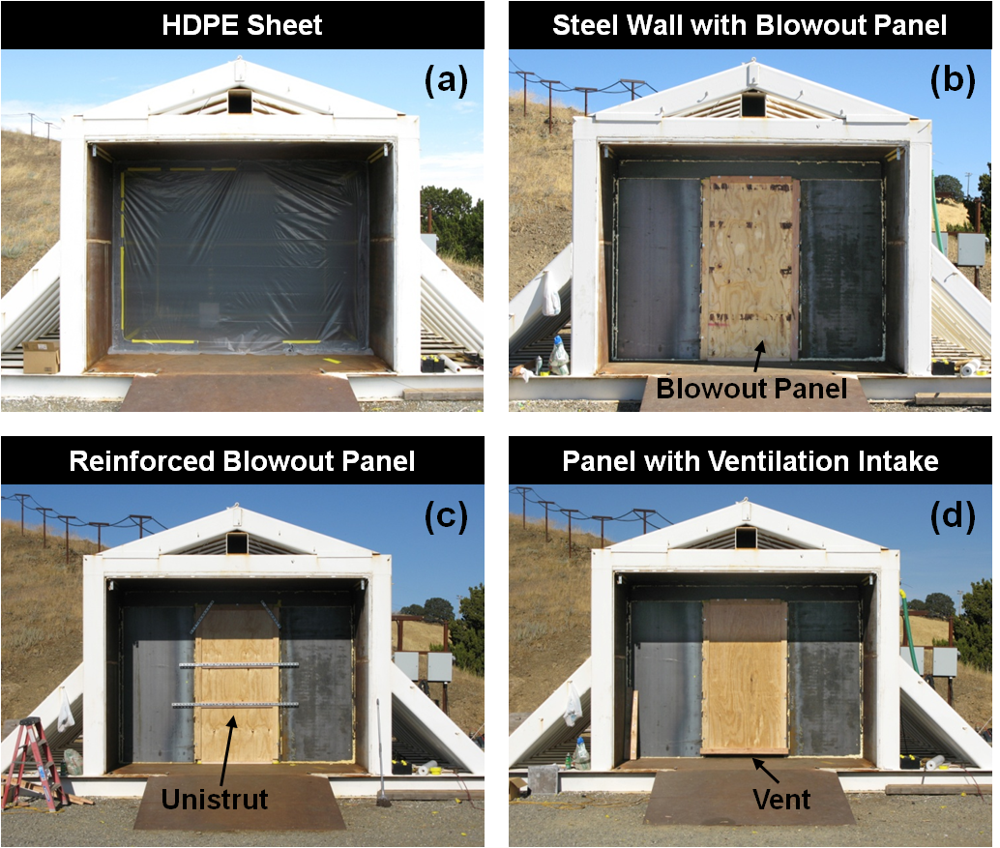 HDPE Sheet
(a)
Steel Wall with Blowout Panel
(b)
Blowout Panel
Reinforced Blowout Panel
(c)
Unistrut
Panel with Ventilation Intake
(d)
Vent